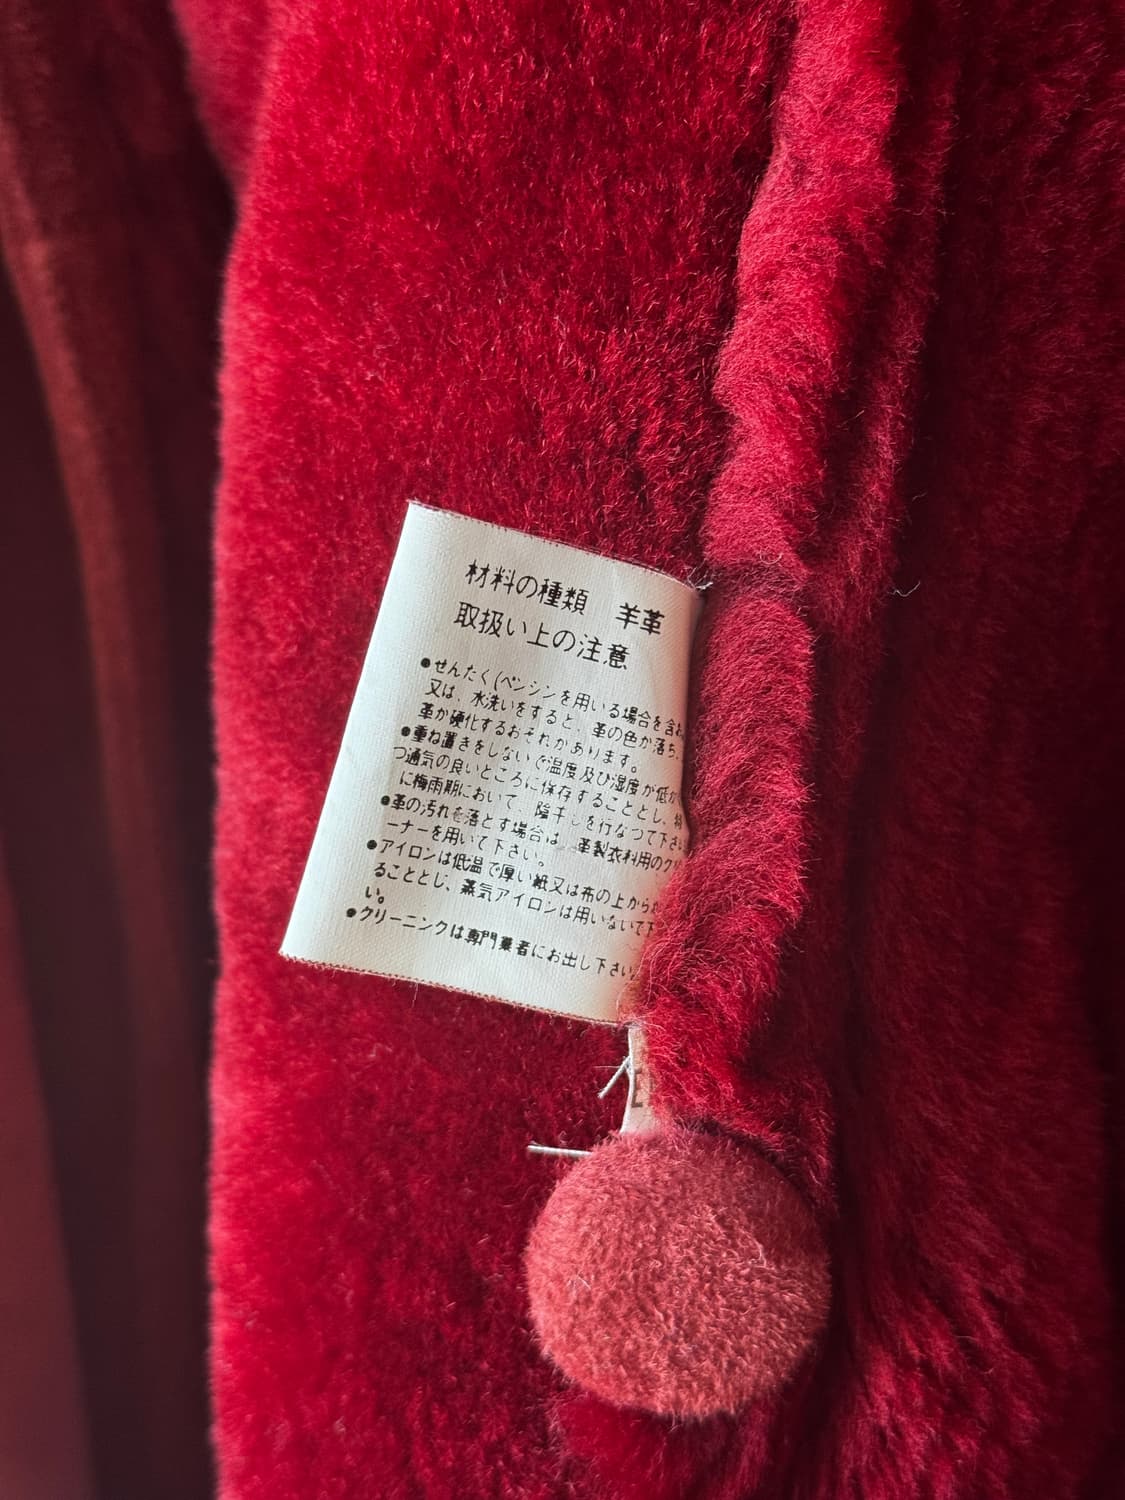 材料の種類　羊革
取扱い上の注意
●せんたく(ベンジンを用いる場合を含む
又は、水洗いをすると、革の色が落ち、
革が硬化するおそれがあります。
●重ね置きをしないで温度及び湿度が低か
つ通気の良いところに保存することとし、特
に梅雨期において、陰干しを行なって下さい
●革の汚れを落とす場合は、革製衣料用のク
ーナーを用いて下さい。
●アイロンは低温で厚い紙又は布の上から
ることとし、蒸気アイロンは用いないで下
い。
●クリーニングは専門業者にお出し下さい。
E